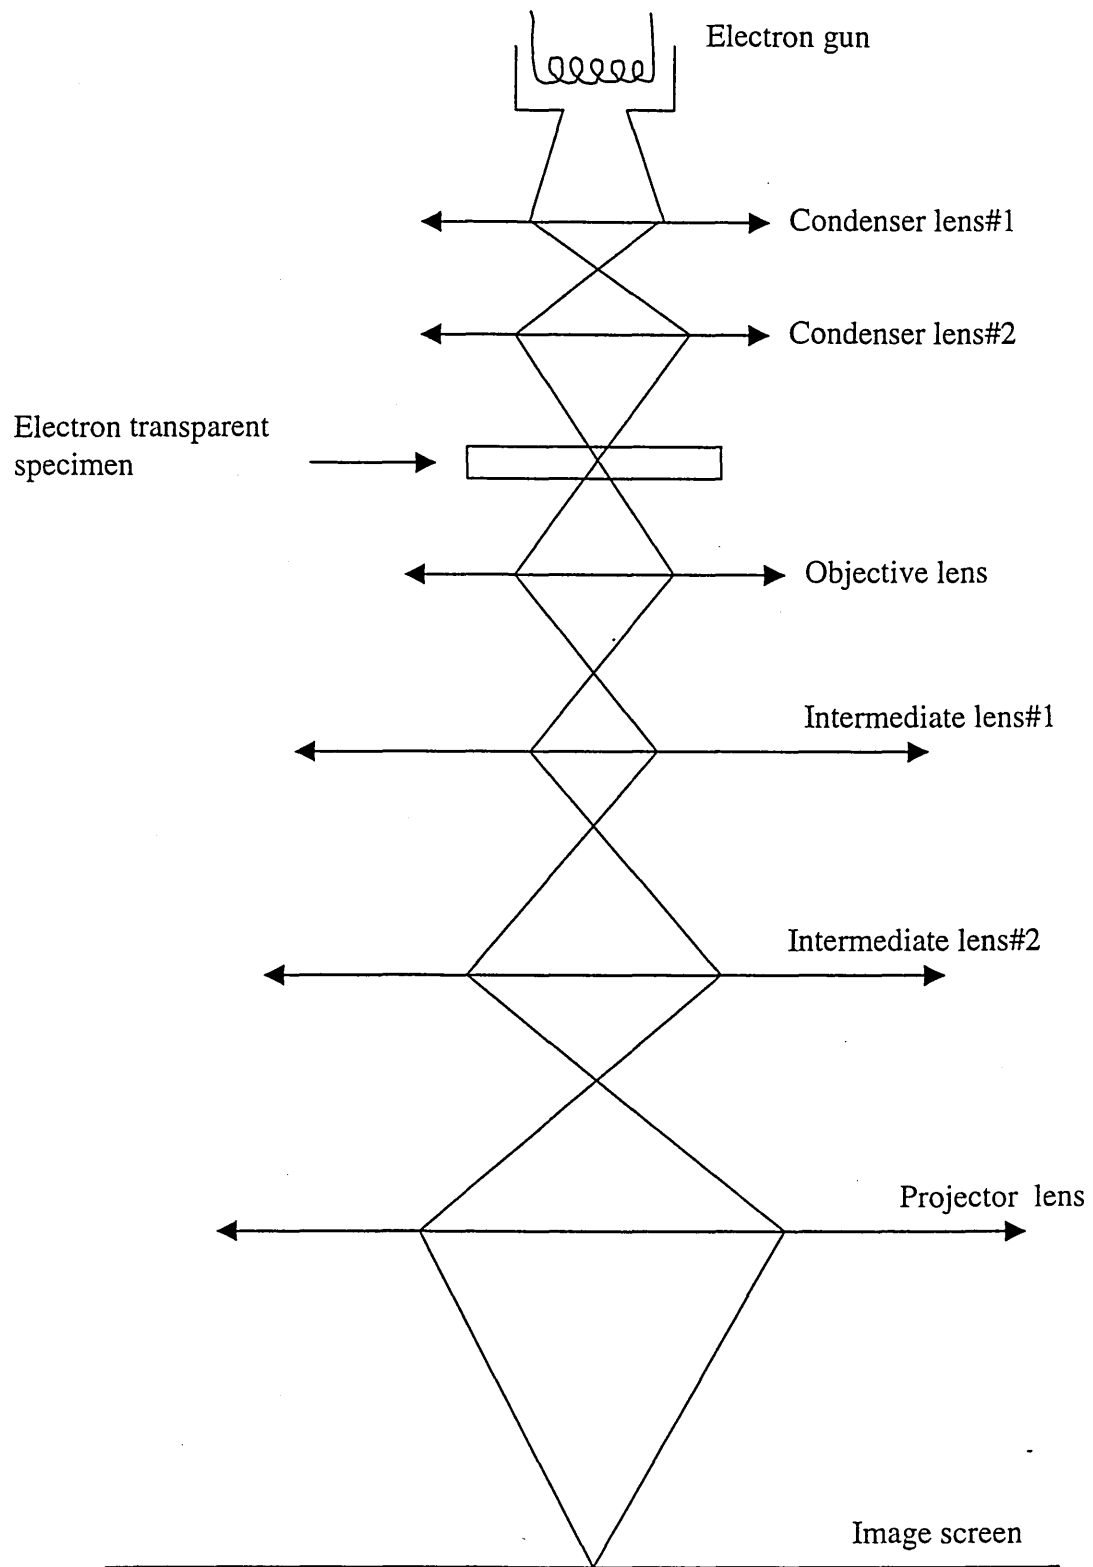 Electron gun
Condenser lens#1
Condenser lens#2
Electron transparent
specimen
Objective lens
Intermediate lens#1
Intermediate lens#2
Projector lens
Image screen